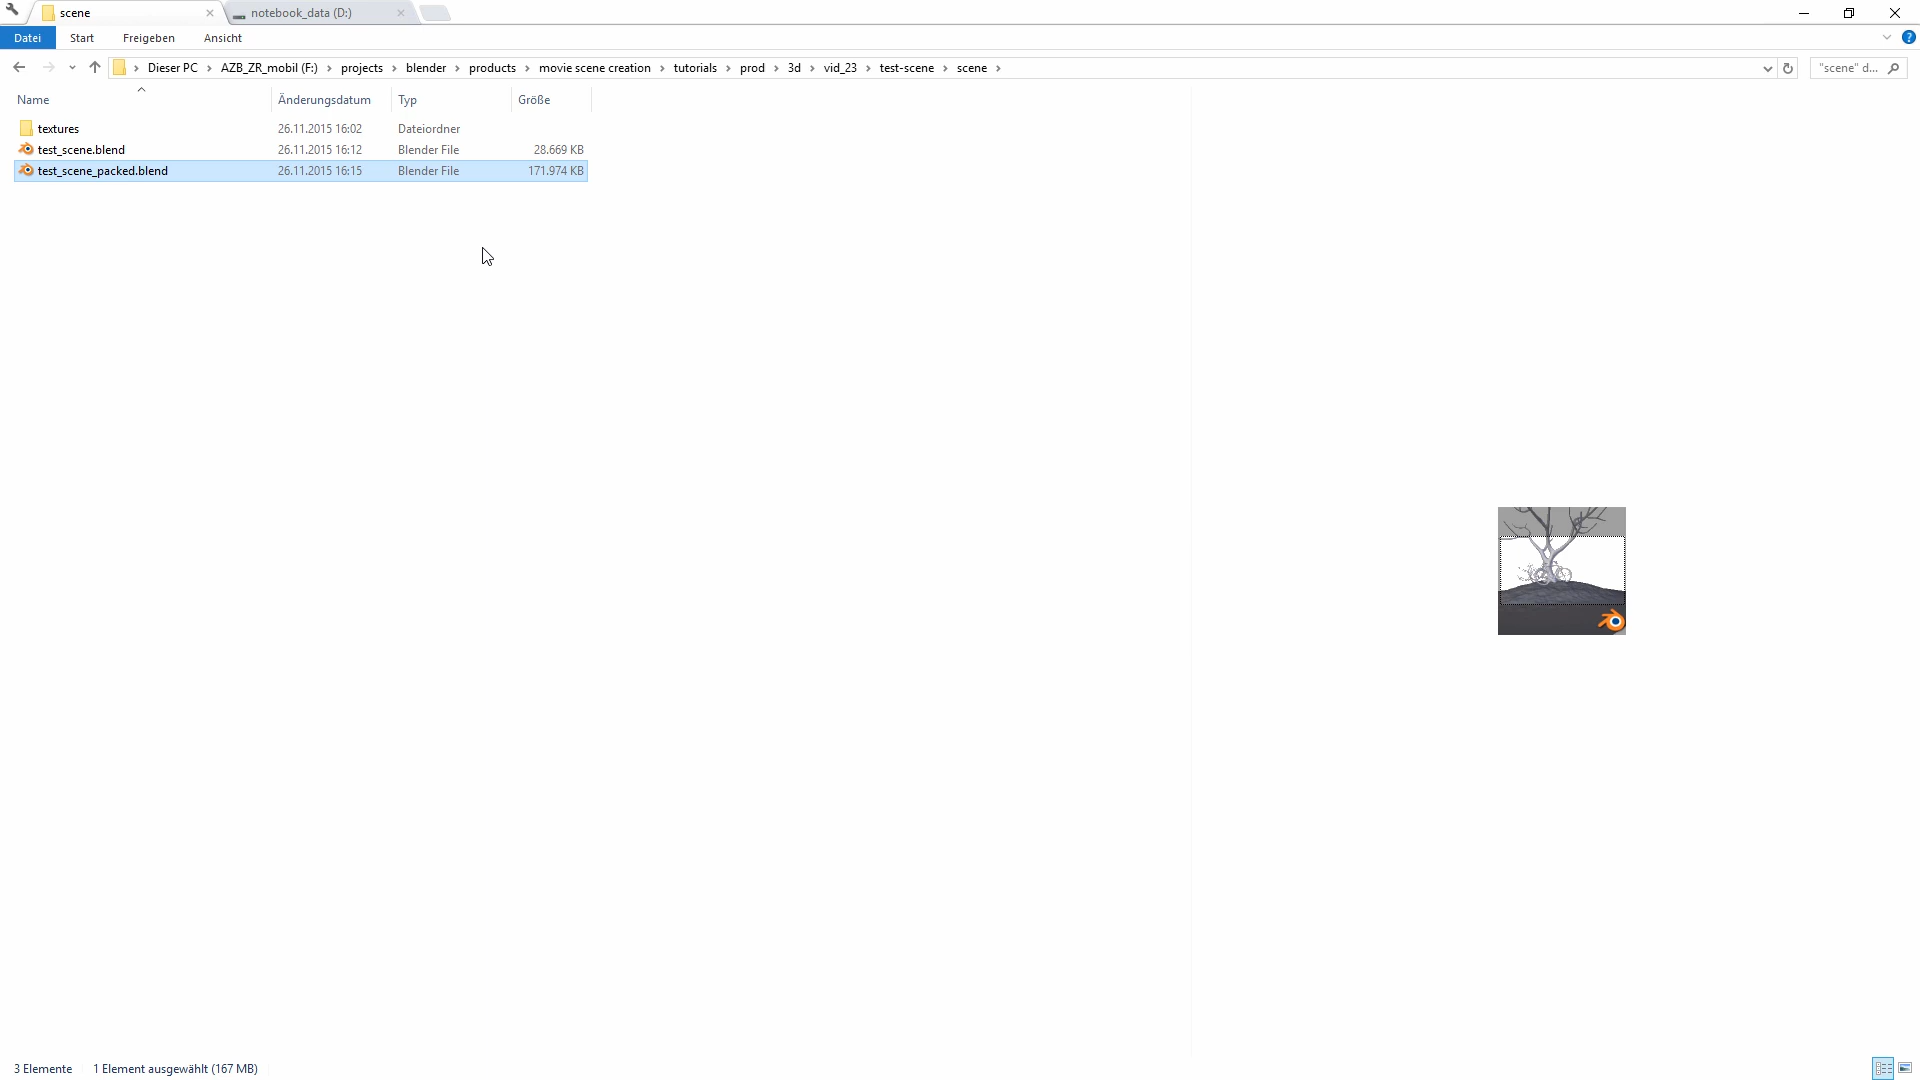 scene
notebook_data (D:)
Datei Start Freigeben Ansicht
Dieser PC AZB_ZR_mobil (F:) projects blender products movie scene creation tutorials prod 3d vid_23 test-scene scene
"scene" d...
Name Änderungsdatum Typ Größe
textures 26.11.2015 16:02 Dateiordner
test_scene.blend 26.11.2015 16:12 Blender File 28.669 KB
test_scene_packed.blend 26.11.2015 16:15 Blender File 171.974 KB
3 Elemente 1 Element ausgewählt (167 MB)